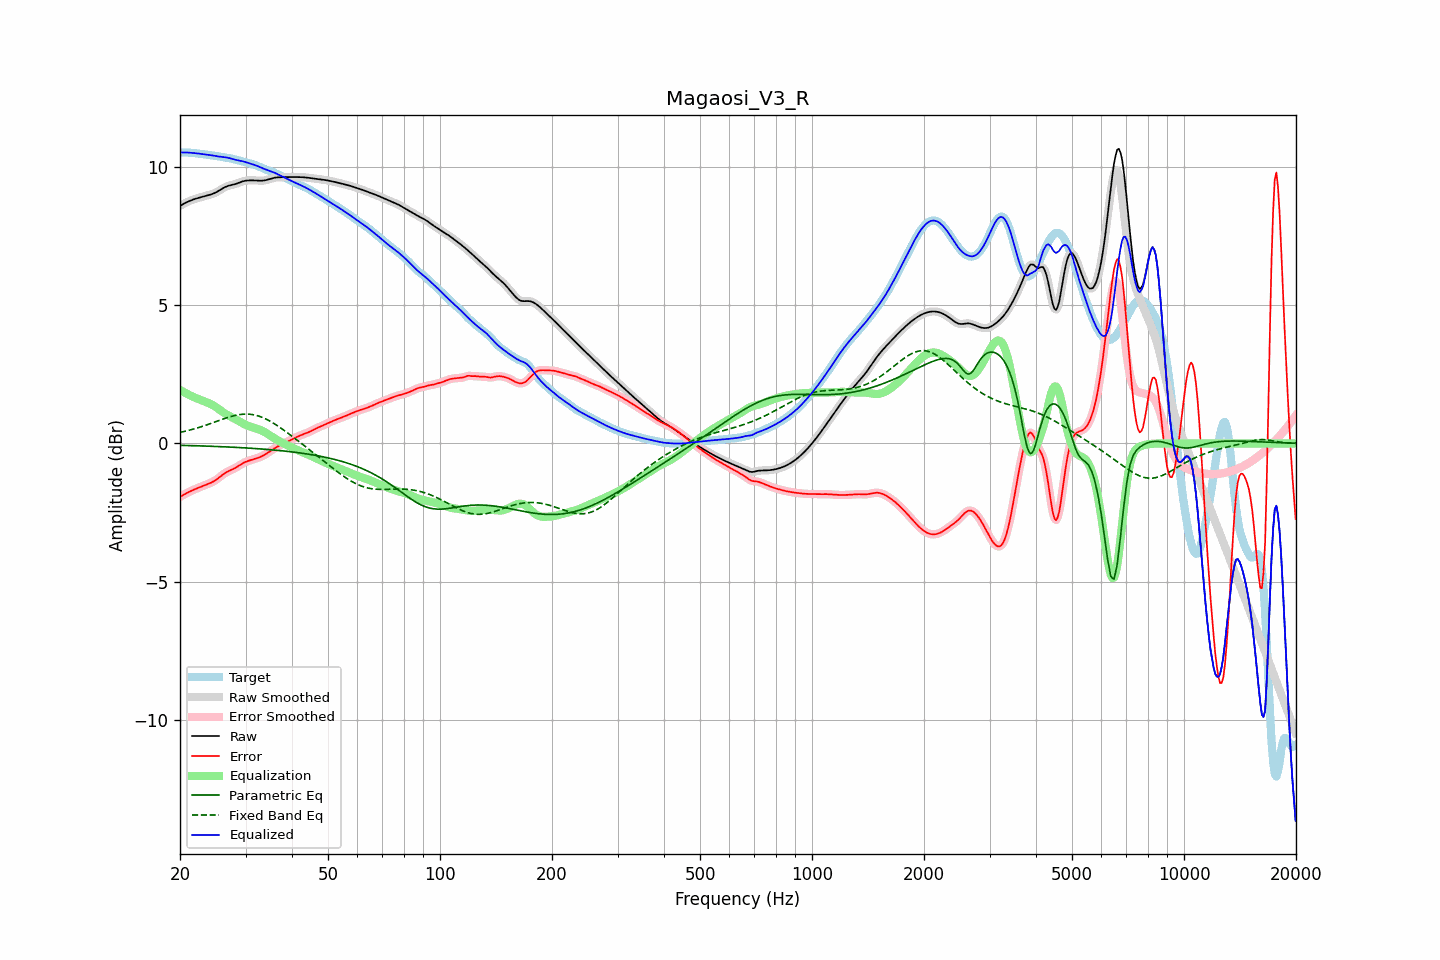 Magaosi_V3_R
Amplitude (dBr)
10
5
0
−5
−10
Target
Raw Smoothed
Error Smoothed
Raw
Error
Equalization
Parametric Eq
Fixed Band Eq
Equalized
20 50 100 200 500 1000 2000 5000 10000 20000
Frequency (Hz)